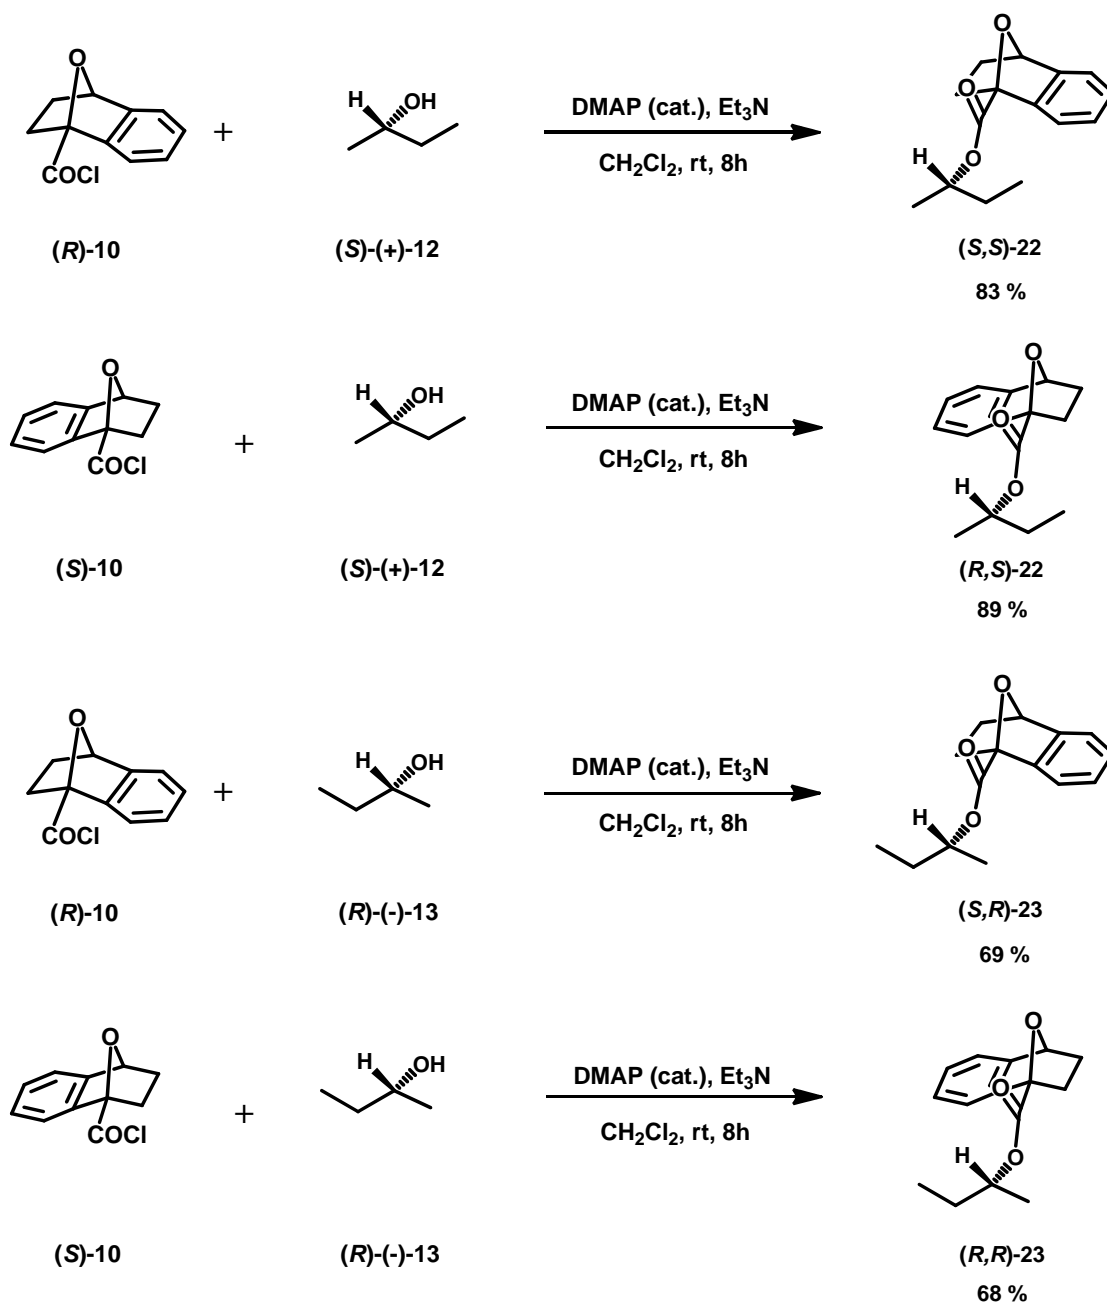 O
COCl
+
H
OH
DMAP (cat.), Et₃N
CH₂Cl₂, rt, 8h
O
O
O
H
(R)-10
(S)-(+)-12
(S,S)-22
83 %
O
COCl
+
H
OH
DMAP (cat.), Et₃N
CH₂Cl₂, rt, 8h
O
O
O
H
(S)-10
(S)-(+)-12
(R,S)-22
89 %
O
COCl
+
H
OH
DMAP (cat.), Et₃N
CH₂Cl₂, rt, 8h
O
O
O
H
(R)-10
(R)-(-)-13
(S,R)-23
69 %
O
COCl
+
H
OH
DMAP (cat.), Et₃N
CH₂Cl₂, rt, 8h
O
O
O
H
(S)-10
(R)-(-)-13
(R,R)-23
68 %